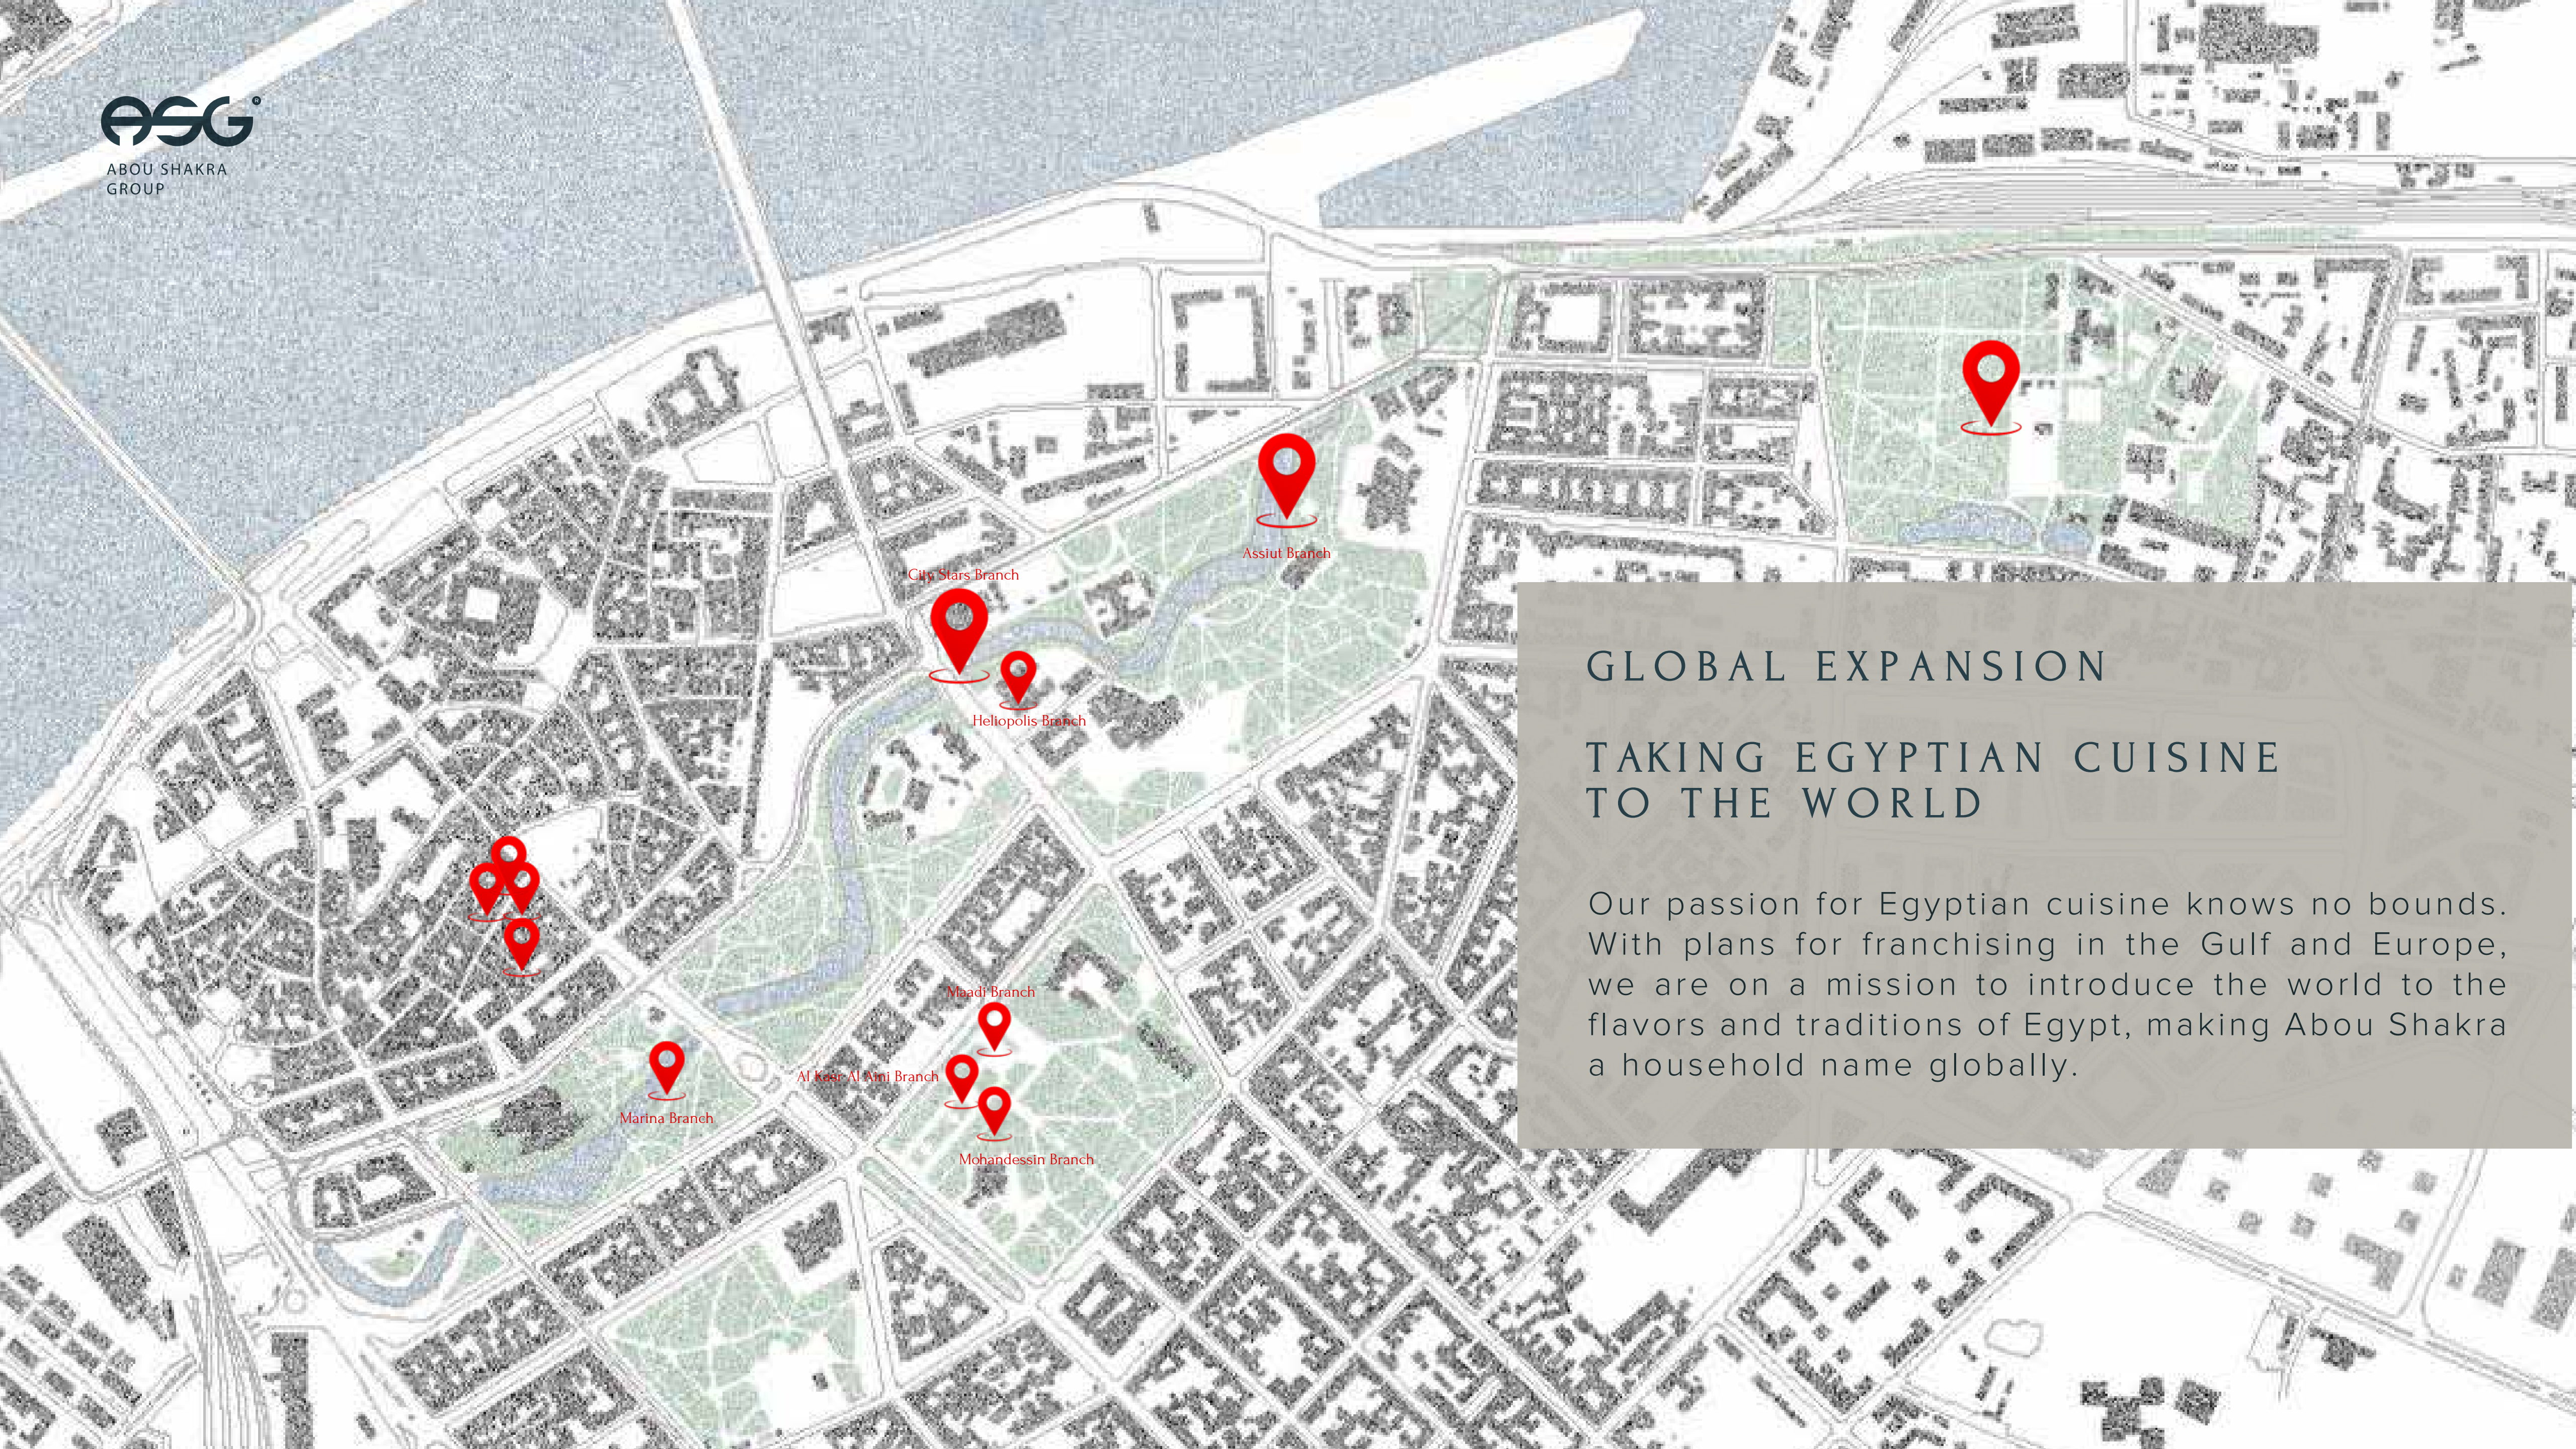 ASG®
ABOU SHAKRA
GROUP
Assiut Branch
City Stars Branch
Heliopolis Branch
GLOBAL EXPANSION
TAKING EGYPTIAN CUISINE
TO THE WORLD
Our passion for Egyptian cuisine knows no bounds.
With plans for franchising in the Gulf and Europe,
we are on a mission to introduce the world to the
flavors and traditions of Egypt, making Abou Shakra
a household name globally.
Maadi Branch
Al Kasr Al Aini Branch
Marina Branch
Mohandessin Branch